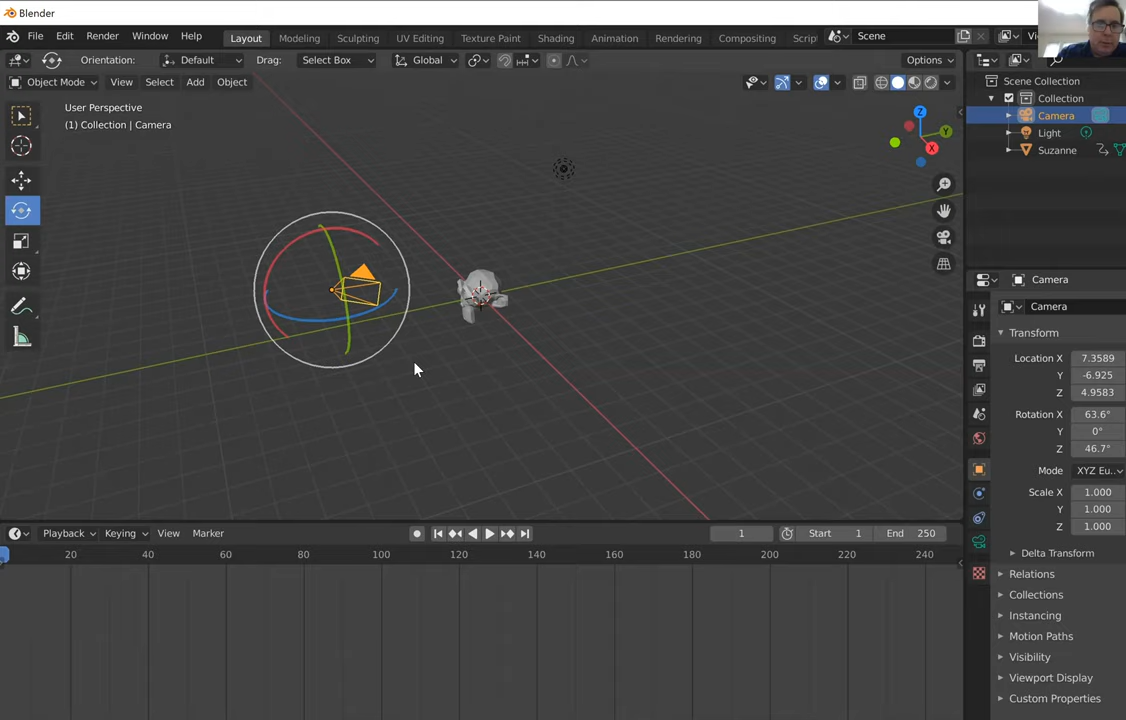 Blender
File Edit Render Window Help Layout Modeling Sculpting UV Editing Texture Paint Shading Animation Rendering Compositing Scrip Scene
Orientation: Default Drag: Select Box Global Options
Object Mode View Select Add Object
User Perspective
(1) Collection | Camera
Z
Y
X
Scene Collection
Collection
Camera
Light
Suzanne
Camera
Camera
Transform
Location X 7.3589
Y -6.925
Z 4.9583
Rotation X 63.6°
Y 0°
Z 46.7°
Mode XYZ Eu..
Scale X 1.000
Y 1.000
Z 1.000
Delta Transform
Relations
Collections
Instancing
Motion Paths
Visibility
Viewport Display
Custom Properties
Playback Keying View Marker 1 Start 1 End 250
20 40 60 80 100 120 140 160 180 200 220 240